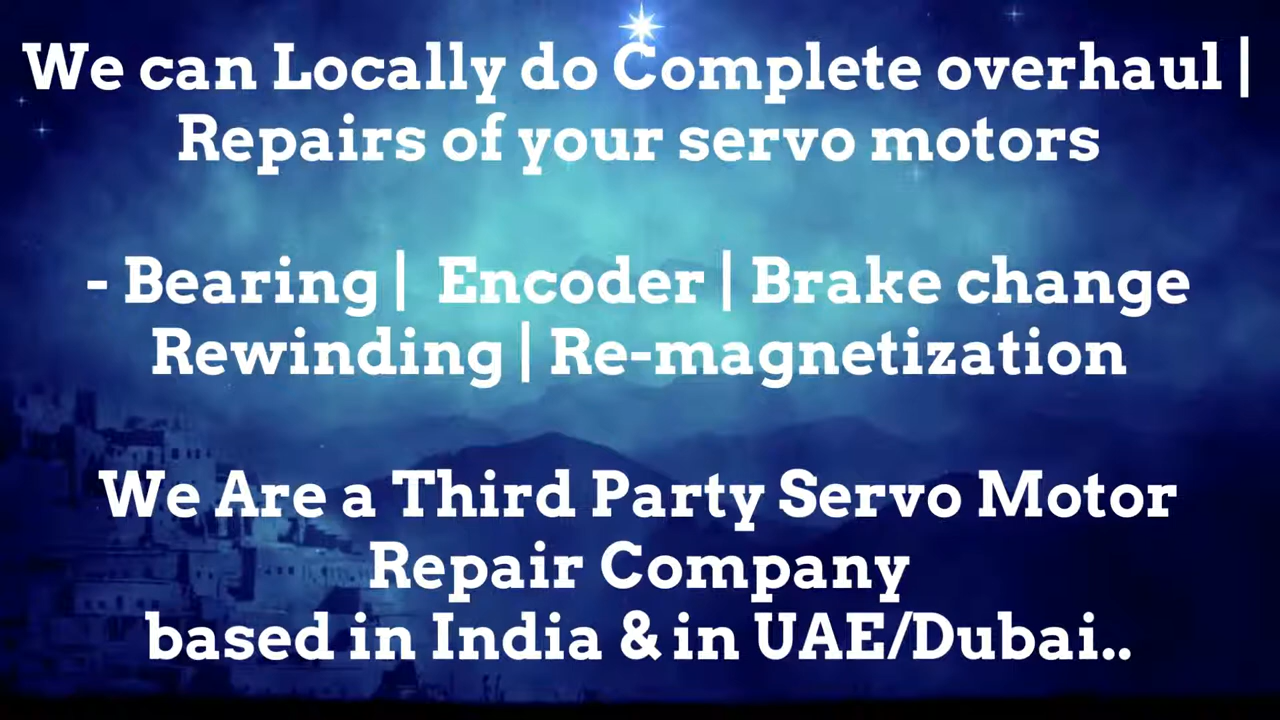 We can Locally do Complete overhaul |
Repairs of your servo motors
- Bearing | Encoder | Brake change
Rewinding | Re-magnetization
We Are a Third Party Servo Motor
Repair Company
based in India & in UAE/Dubai..